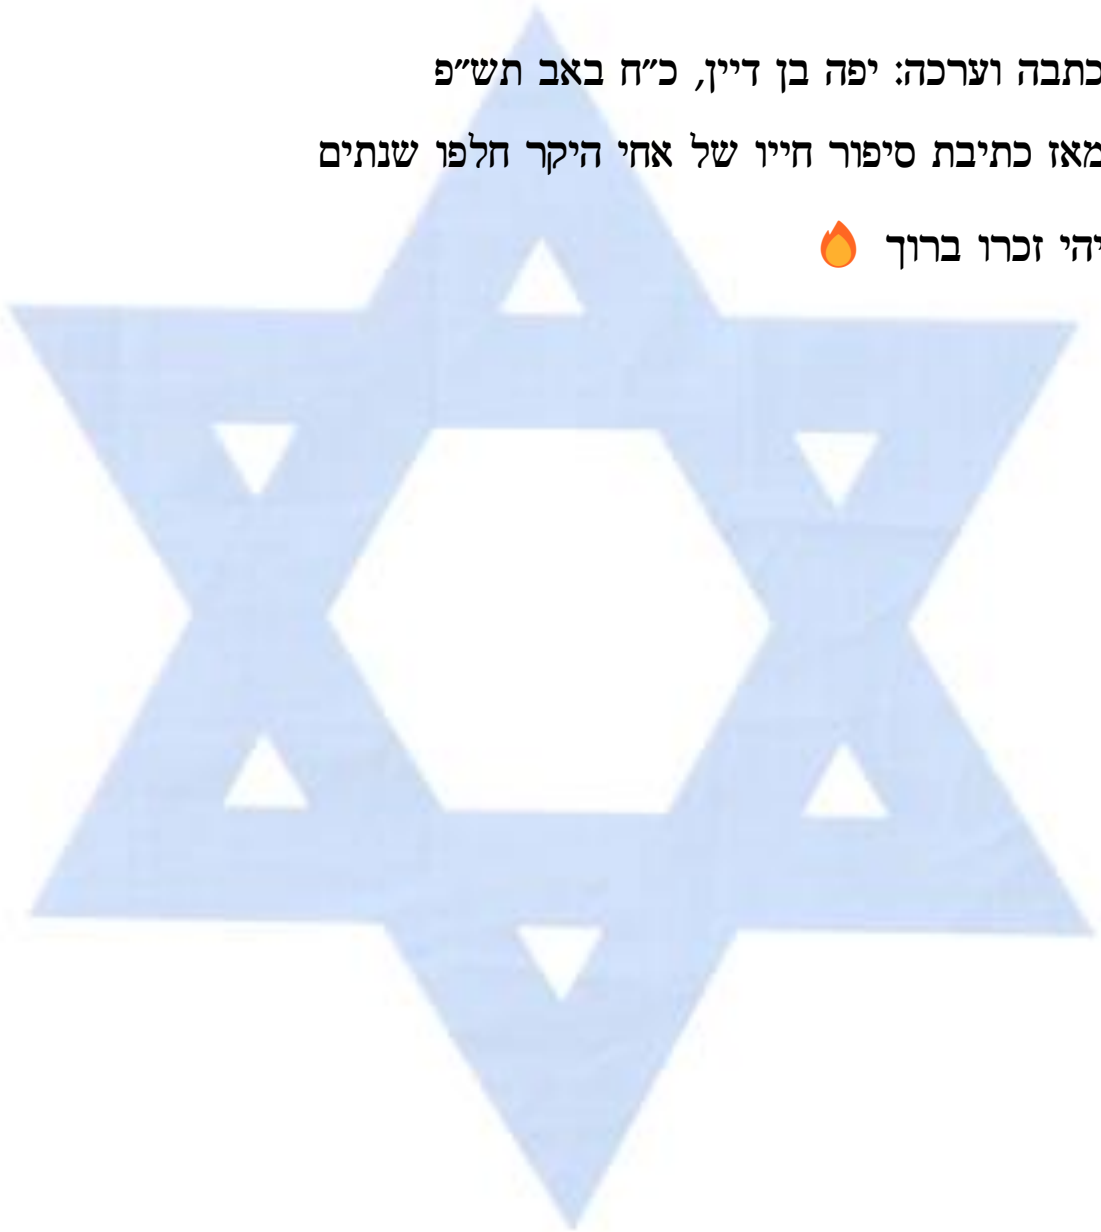 כתבה וערכה: יפה בן דיין, כ״ח באב תש״פ
מאז כתיבת סיפור חייו של אחי היקר חלפו שנתים
יהי זכרו ברוך 🔥